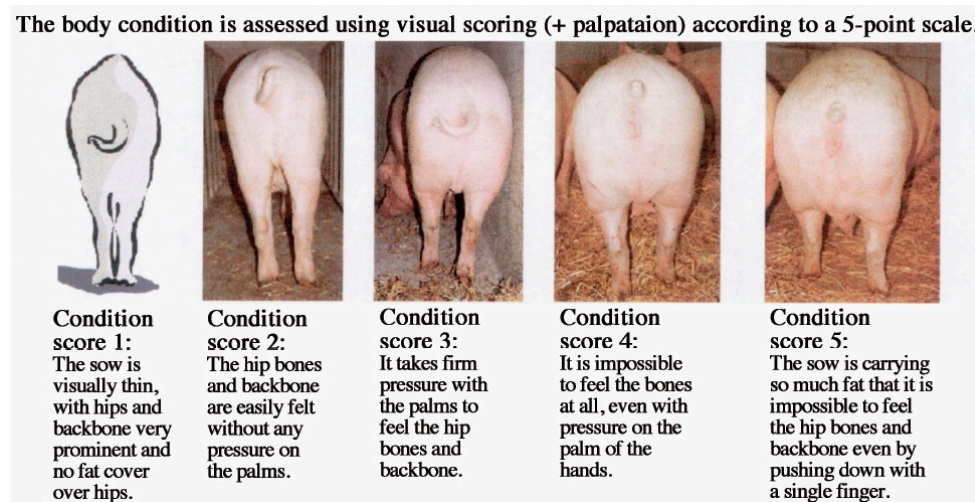 The body condition is assessed using visual scoring (+ palpataion) according to a 5-point scale.
Condition
score 1:
The sow is
visually thin,
with hips and
backbone very
prominent and
no fat cover
over hips.
Condition
score 2:
The hip bones
and backbone
are easily felt
without any
pressure on
the palms.
Condition
score 3:
It takes firm
pressure with
the palms to
feel the hip
bones and
backbone.
Condition
score 4:
It is impossible
to feel the bones
at all, even with
pressure on the
palm of the
hands.
Condition
score 5:
The sow is carrying
so much fat that it is
impossible to feel
the hip bones and
backbone even by
pushing down with
a single finger.